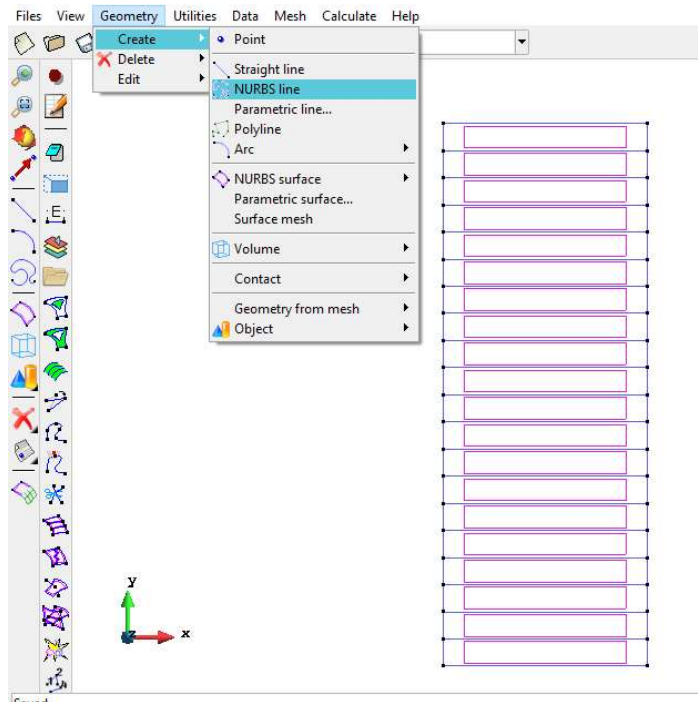 Files View Geometry Utilities Data Mesh Calculate Help
Create
Delete
Edit
Point
Straight line
NURBS line
Parametric line...
Polyline
Arc
NURBS surface
Parametric surface...
Surface mesh
Volume
Contact
Geometry from mesh
Object
E
y
z
x
Saved